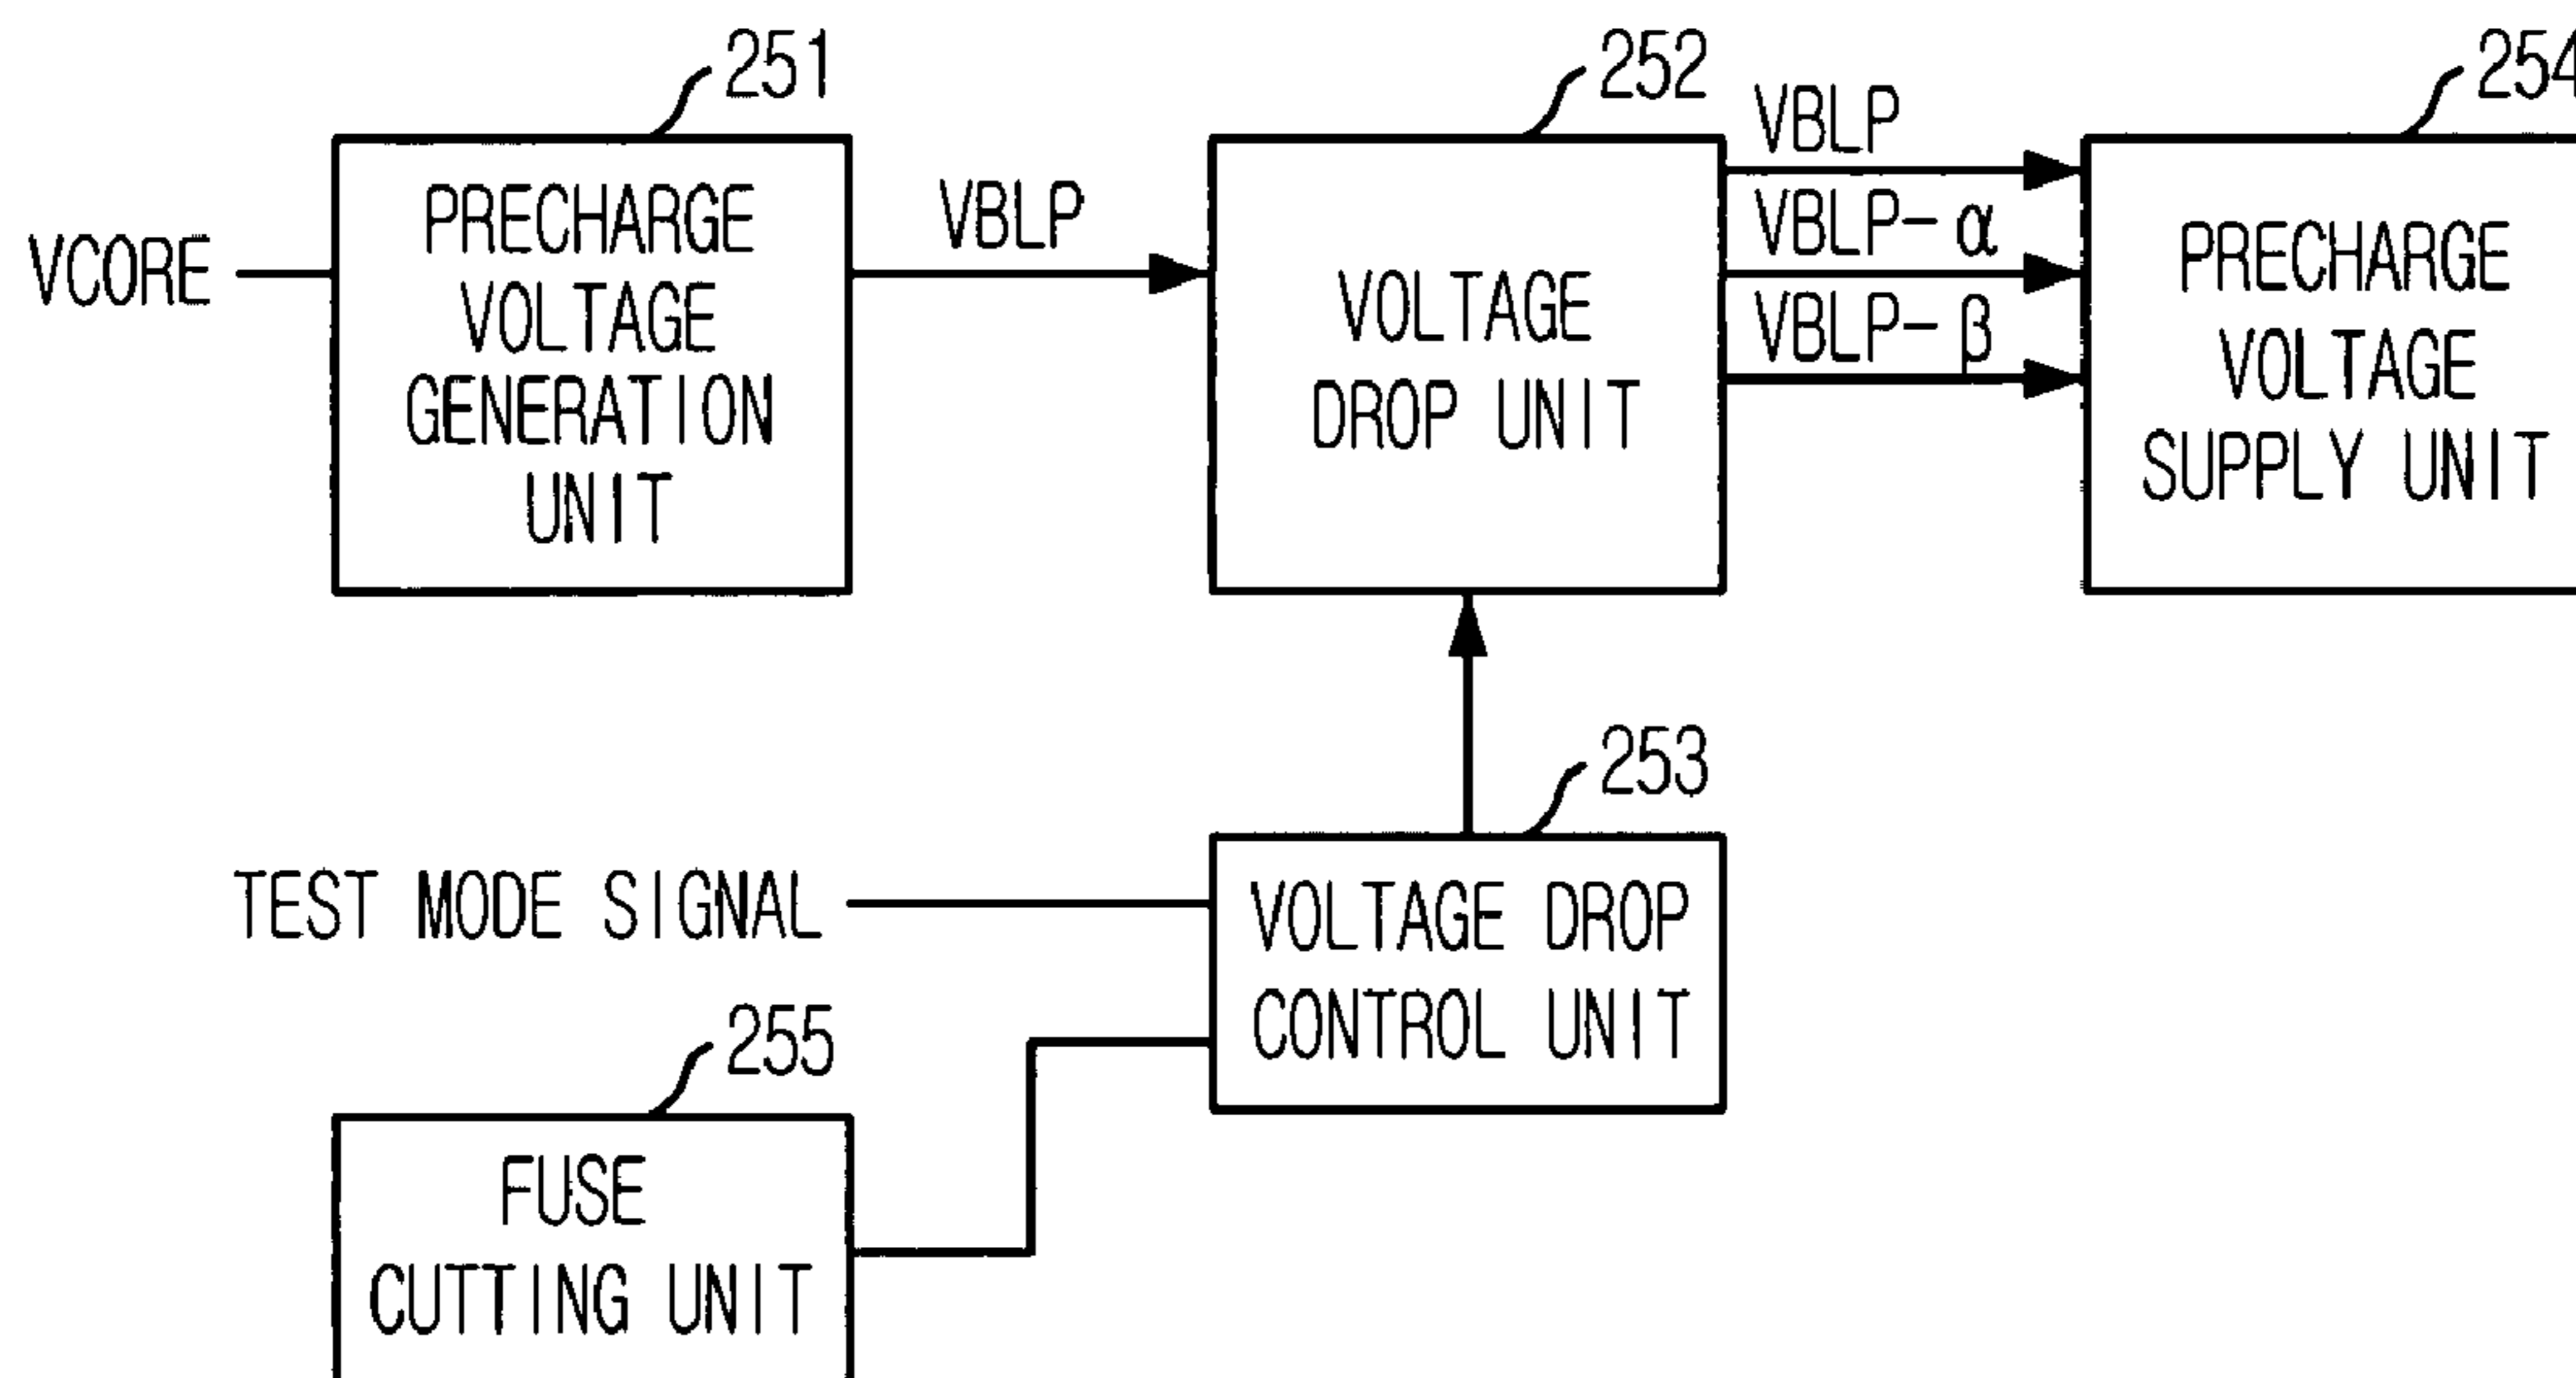 251
252
254
VBLP
PRECHARGE
VOLTAGE
GENERATION
UNIT
VCORE
VBLP
VOLTAGE
DROP UNIT
VBLP-α
VBLP-β
PRECHARGE
VOLTAGE
SUPPLY UNIT
253
TEST MODE SIGNAL
VOLTAGE DROP
CONTROL UNIT
255
FUSE
CUTTING UNIT